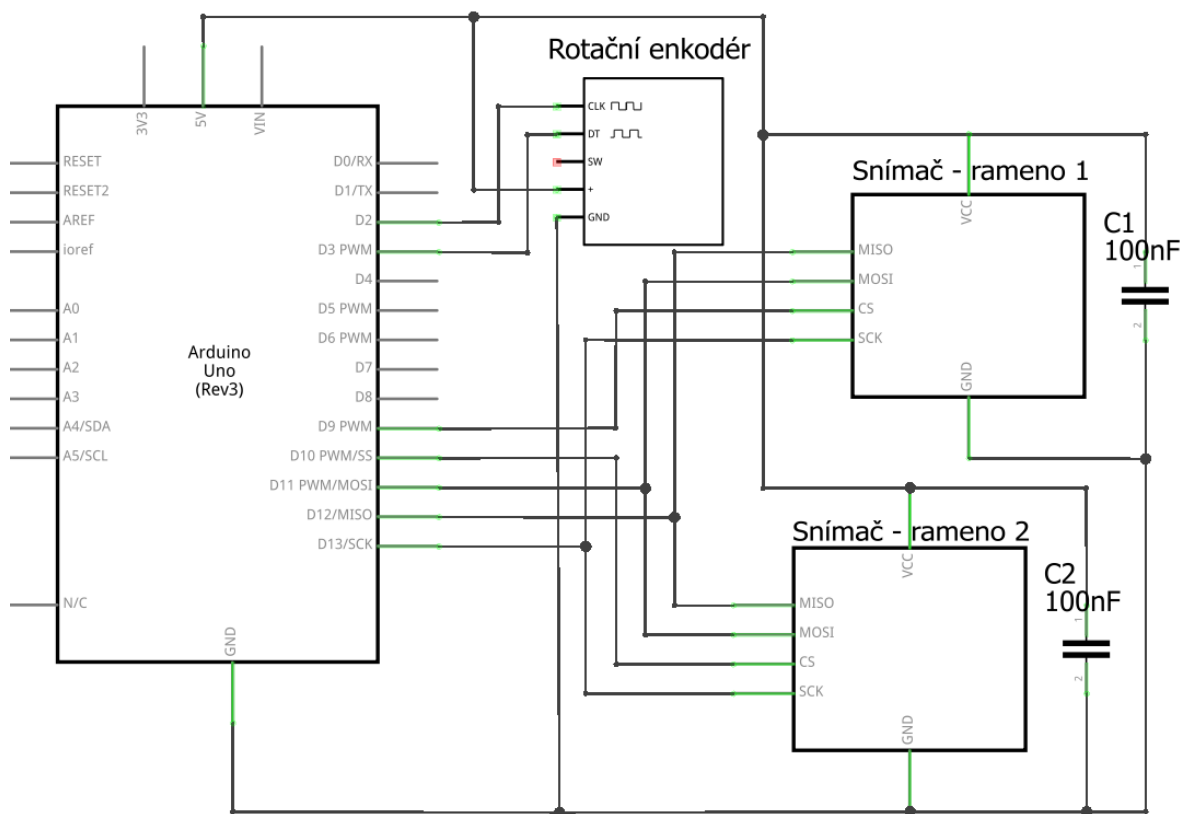 Rotační enkodér
CLK
DT
SW
+
GND
3V3
5V
VIN
RESET
RESET2
AREF
ioref
A0
A1
A2
A3
A4/SDA
A5/SCL
N/C
Arduino
Uno
(Rev3)
D0/RX
D1/TX
D2
D3 PWM
D4
D5 PWM
D6 PWM
D7
D8
D9 PWM
D10 PWM/SS
D11 PWM/MOSI
D12/MISO
D13/SCK
GND
Snímač - rameno 1
VCC
MISO
MOSI
CS
SCK
GND
C1
100nF
1
2
Snímač - rameno 2
VCC
MISO
MOSI
CS
SCK
GND
C2
100nF
1
2